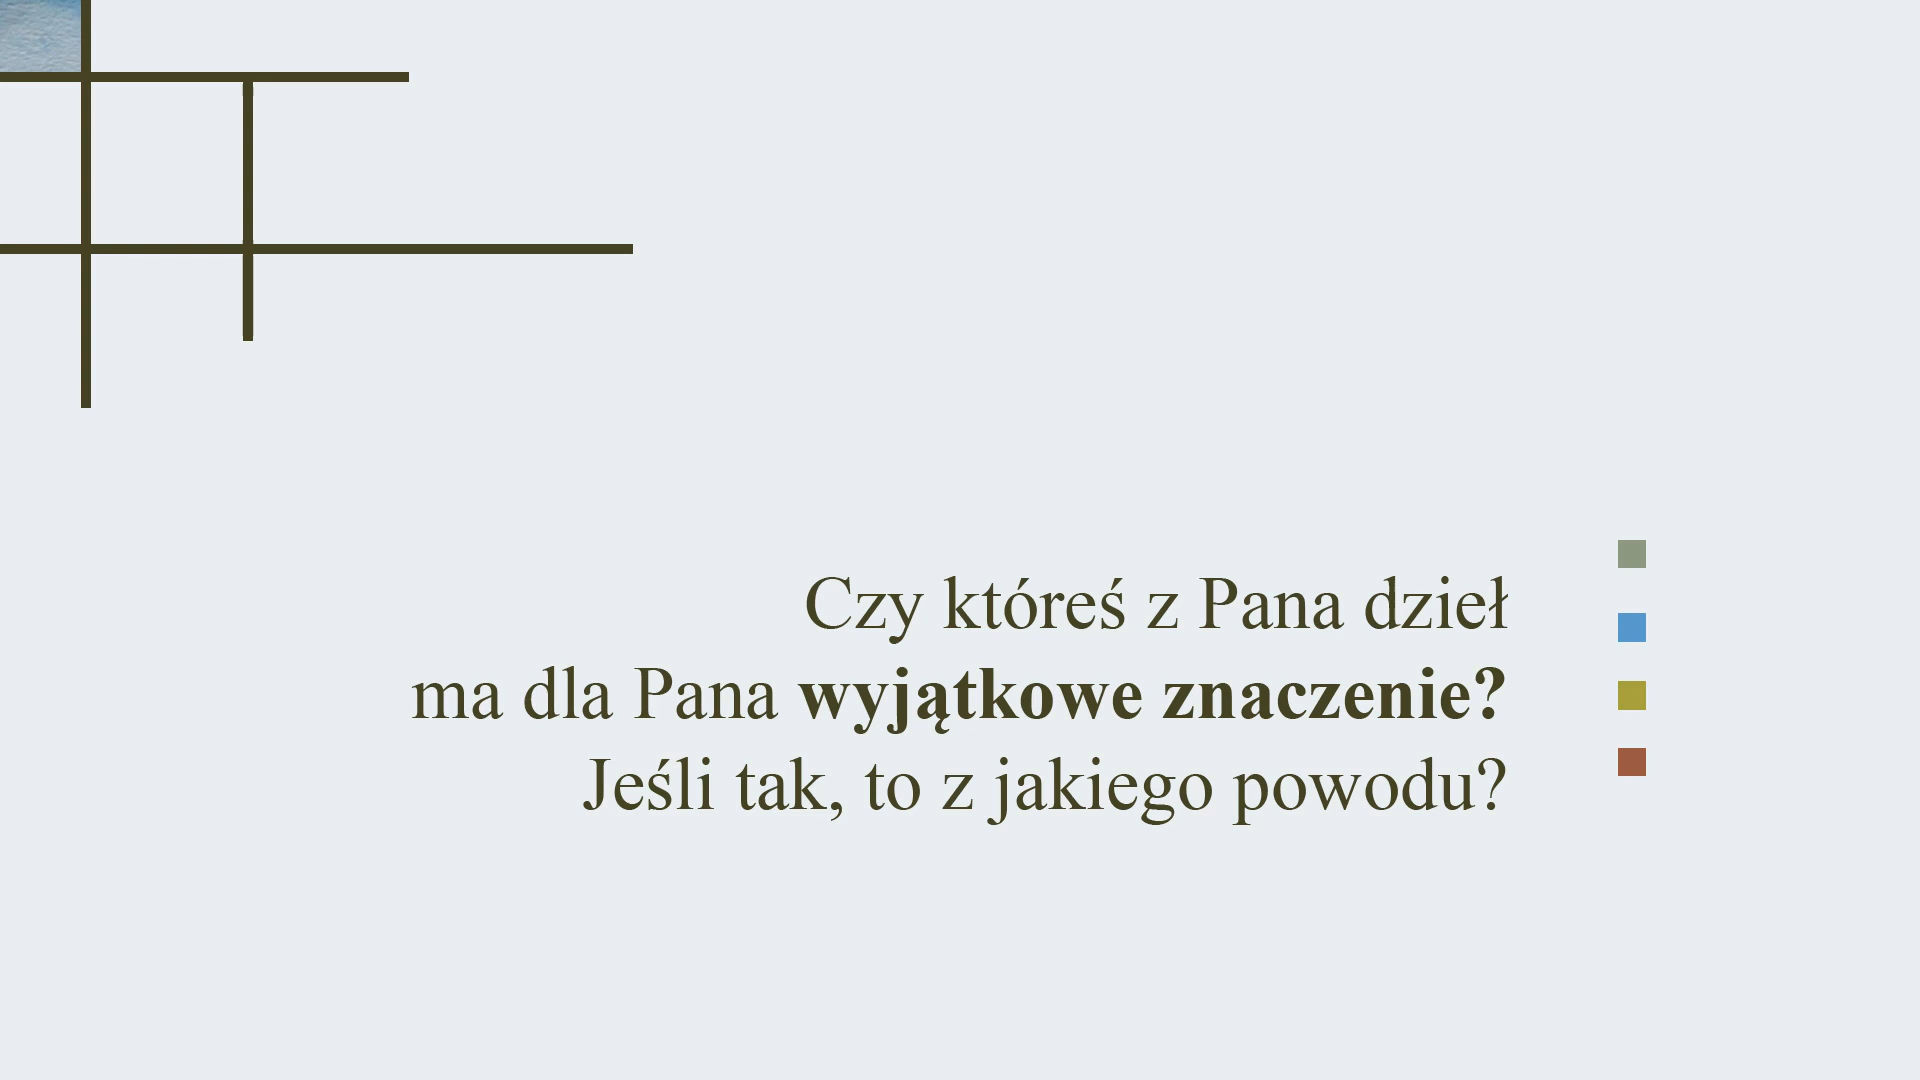 Czy któreś z Pana dzieł
ma dla Pana wyjątkowe znaczenie?
Jeśli tak, to z jakiego powodu?